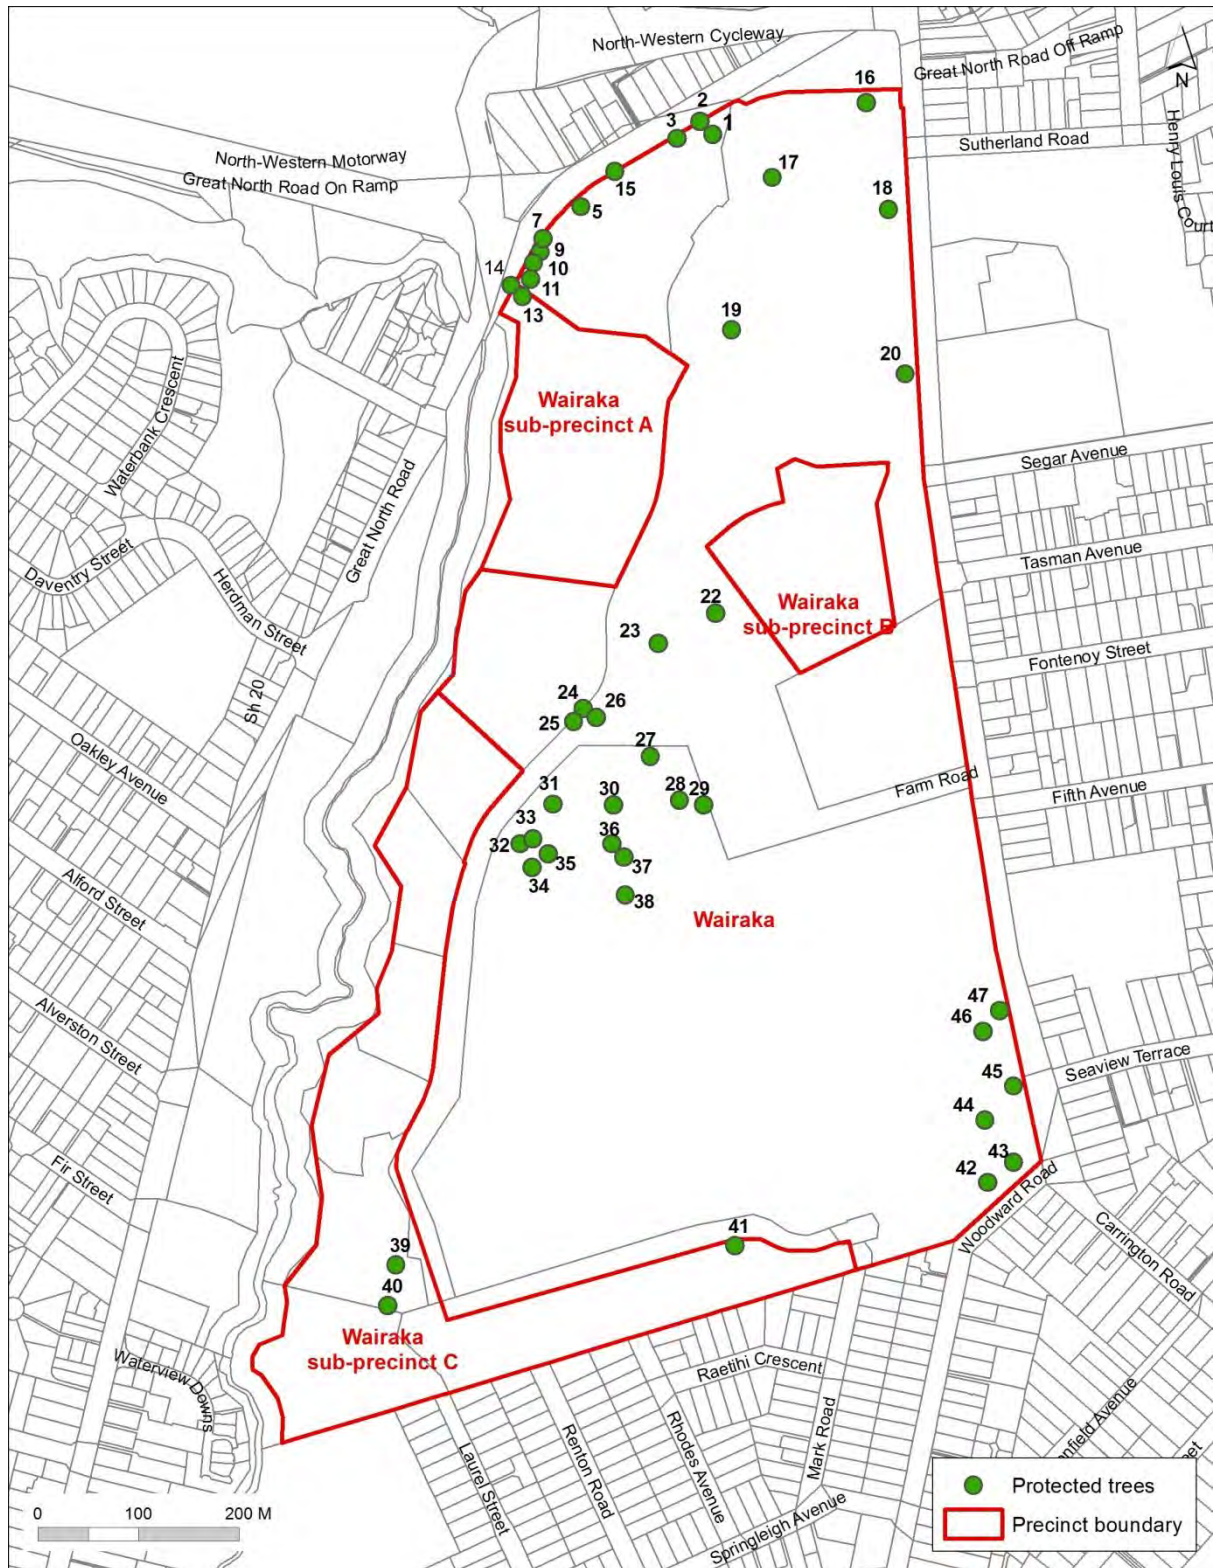 North-Western Cycleway
Great North Road Off Ramp
N
16
2
3
1
Henry Louis Court
Sutherland Road
North-Western Motorway
Great North Road On Ramp
15
17
5
18
7
9
14
10
11
13
19
20
Wairaka
sub-precinct A
Waterbank Crescent
Great North Road
Segar Avenue
Daventry Street
Herdman Street
Tasman Avenue
22
Wairaka
sub-precinct B
23
Fontenoy Street
Sh 20
24
26
25
Oakley Avenue
27
Farm Road
Fifth Avenue
31
30
28
29
33
32
36
35
37
34
38
Alford Street
Wairaka
Alverston Street
47
46
Seaview Terrace
45
44
Fir Street
43
42
Woodward Road
Carrington Road
41
39
40
Wairaka
sub-precinct C
Waterview Downs
Raetihi Crescent
Mark Road
Laurel Street
Renton Road
Rhodes Avenue
Springleigh Avenue
nfield Avenue
0 100 200 M
Protected trees
Precinct boundary